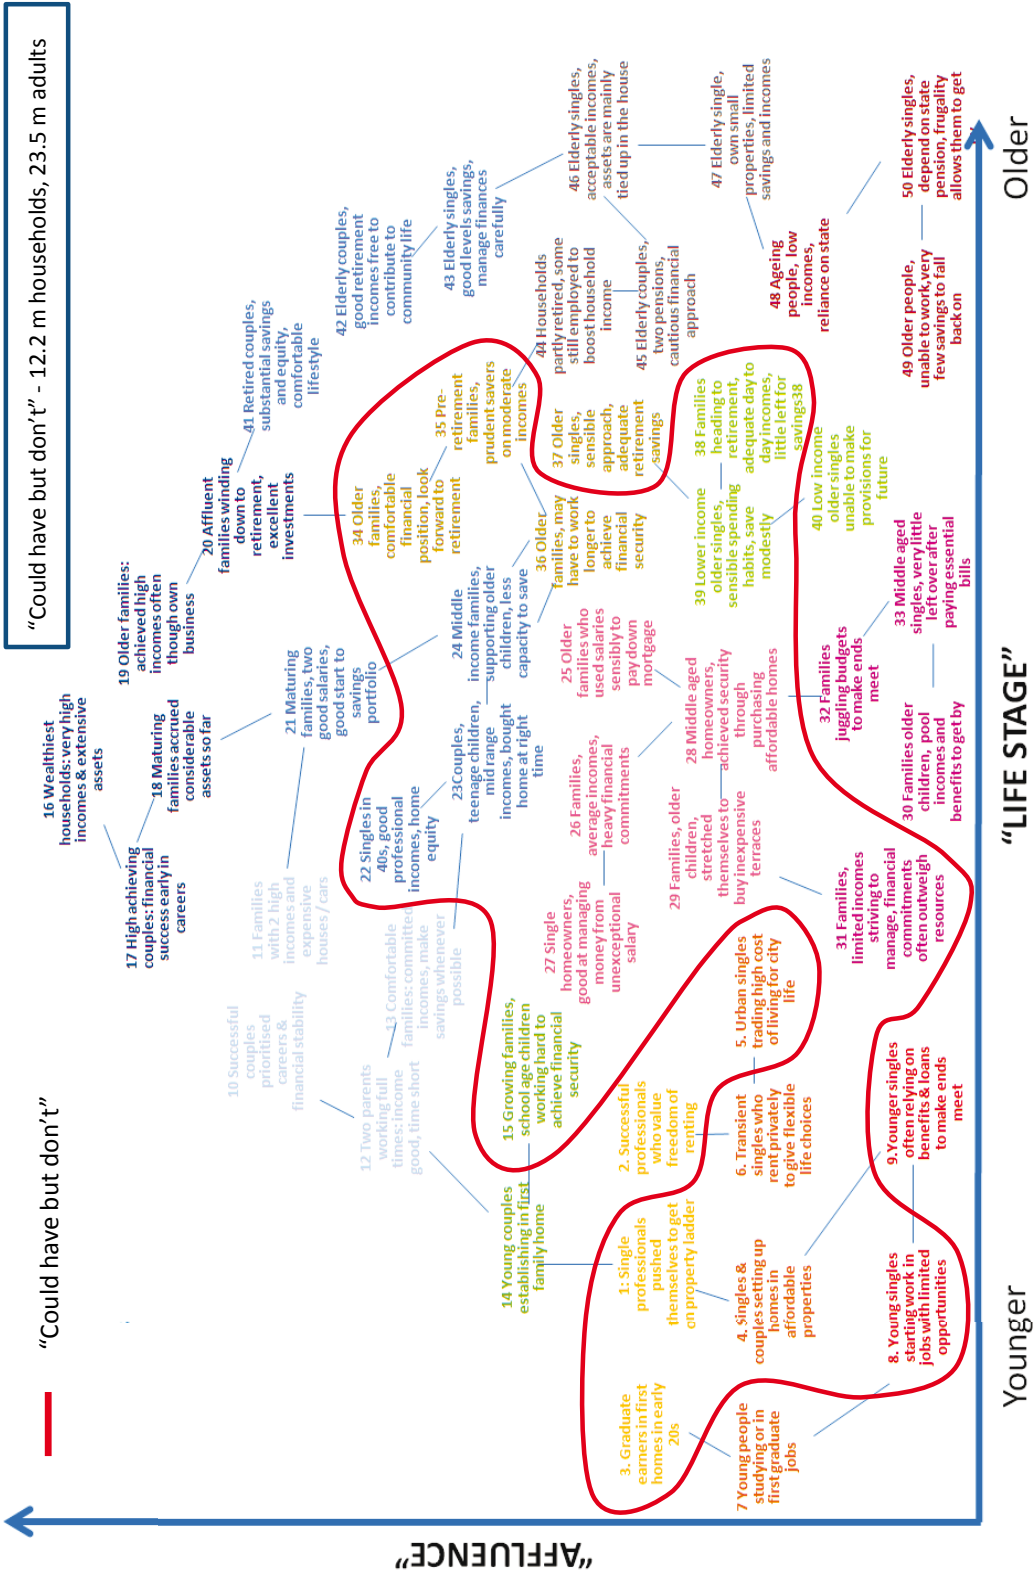 “Could have but don’t” - 12.2 m households, 23.5 m adults
“Could have but don’t”
16 Wealthiest
households: very high
incomes & extensive
assets
19 Older families:
achieved high
incomes often
though own
business
17 High achieving
couples: financial
success early in
careers
18 Maturing
families accrued
considerable
assets so far
20 Affluent
families winding
down to
retirement,
excellent
investments
41 Retired couples,
substantial savings
and equity,
comfortable
lifestyle
10 Successful
couples
prioritised
careers &
financial stability
11 Families
with 2 high
incomes and
expensive
houses / cars
21 Maturing
families, two
good salaries,
good start to
savings
portfolio
42 Elderly couples,
good retirement
incomes free to
contribute to
community life
12 Two parents
working full
times: income
good, time short
13 Comfortable
families: committed
incomes, make
savings whenever
possible
22 Singles in
40s, good
professional
incomes, home
equity
34 Older
families,
comfortable
financial
position, look
forward to
retirement
43 Elderly singles,
good levels savings,
manage finances
carefully
23Couples,
teenage children,
mid range
incomes, bought
home at right
time
24 Middle
income families,
supporting older
children, less
capacity to save
35 Pre-
retirement
families,
prudent savers
on moderate
incomes
14 Young couples
establishing in first
family home
15 Growing families,
school age children
working hard to
achieve financial
security
36 Older
families, may
have to work
longer to
achieve
financial
security
44 Households
partly retired, some
still employed to
boost household
income
46 Elderly singles,
acceptable incomes,
assets are mainly
tied up in the house
27 Single
homeowners,
good at managing
money from
unexceptional
salary
26 Families,
average incomes,
heavy financial
commitments
25 Older
families who
used salaries
sensibly to
pay down
mortgage
37 Older
singles,
sensible
approach,
adequate
retirement
savings
45 Elderly couples,
two pensions,
cautious financial
approach
3. Graduate
earners in first
homes in early
20s
1: Single
professionals
pushed
themselves to get
on property ladder
2. Successful
professionals
who value
freedom of
renting
29 Families, older
children,
stretched
themselves to
buy inexpensive
terraces
28 Middle aged
homeowners,
achieved security
through
purchasing
affordable homes
39 Lower income
older singles,
sensible spending
habits, save
modestly
38 Families
heading to
retirement,
adequate day to
day incomes,
little left for
savings38
47 Elderly single,
own small
properties, limited
savings and incomes
7 Young people
studying or in
first graduate
jobs
4. Singles &
couples setting up
homes in
affordable
properties
6. Transient
singles who
rent privately
to give flexible
life choices
5. Urban singles
trading high cost
of living for city
life
48 Ageing
people, low
incomes,
reliance on state
31 Families,
limited incomes
striving to
manage, financial
commitments
often outweigh
resources
32 Families
juggling budgets
to make ends
meet
40 Low income
older singles
unable to make
provisions for
future
8. Young singles
starting work in
jobs with limited
opportunities
9.Younger singles
often relying on
benefits & loans
to make ends
meet
30 Families older
children, pool
incomes and
benefits to get by
33 Middle aged
singles, very little
left over after
paying essential
bills
49 Older people,
unable to work,very
few savings to fall
back on
50 Elderly singles,
depend on state
pension, frugality
allows them to get
“AFFLUENCE”
Younger
“LIFE STAGE”
Older